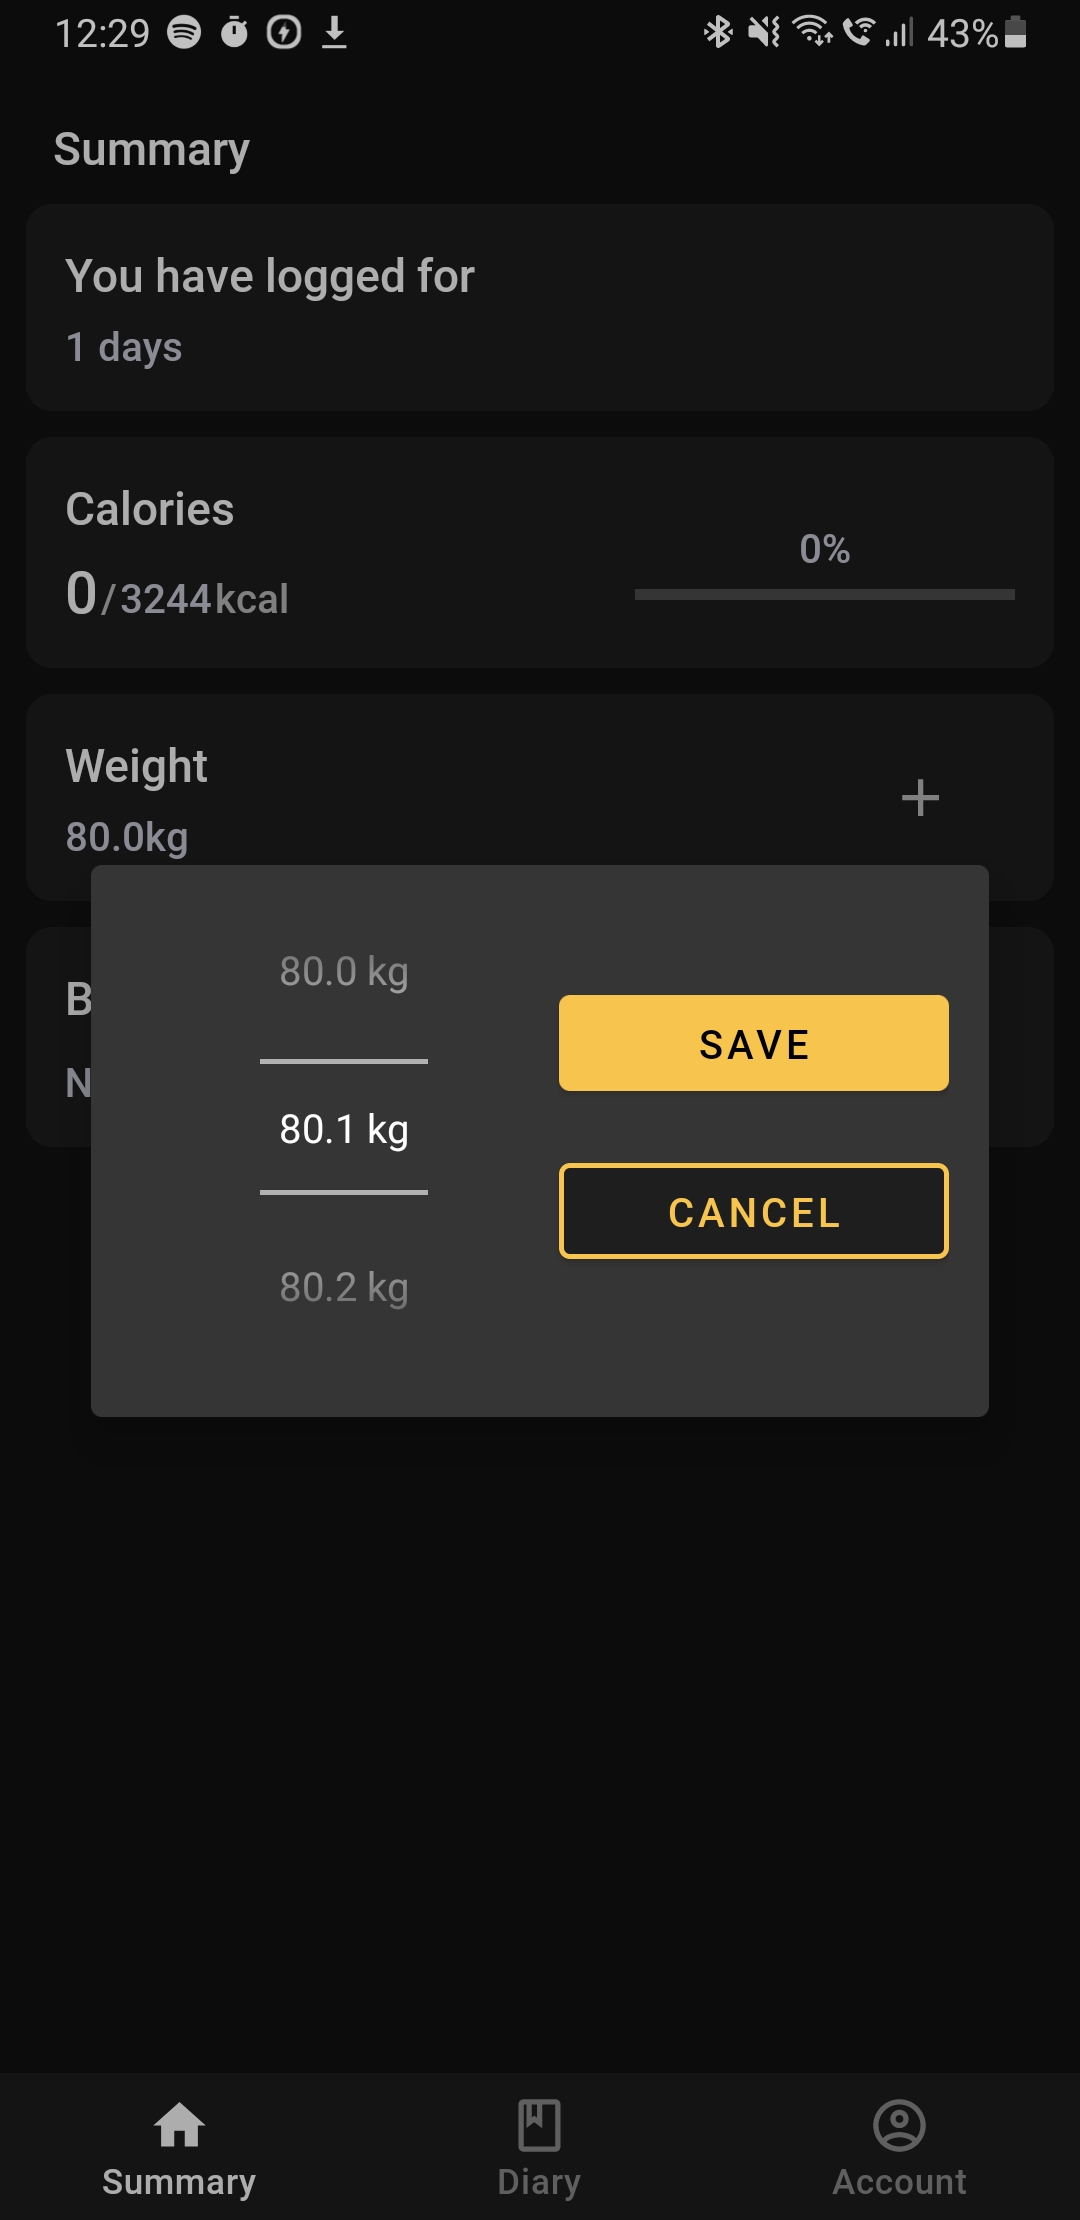 12:29 43%
Summary
You have logged for
1 days
Calories
0%
0/3244kcal
Weight
80.0kg
B
N
80.0 kg
80.1 kg
80.2 kg
SAVE
CANCEL
Summary Diary Account